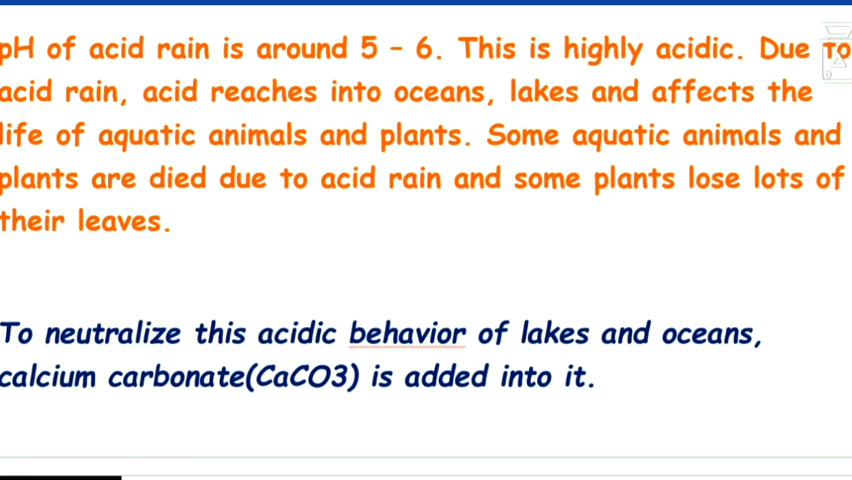 pH of acid rain is around 5 – 6. This is highly acidic. Due to
acid rain, acid reaches into oceans, lakes and affects the
life of aquatic animals and plants. Some aquatic animals and
plants are died due to acid rain and some plants lose lots of
their leaves.
To neutralize this acidic behavior of lakes and oceans,
calcium carbonate(CaCO3) is added into it.